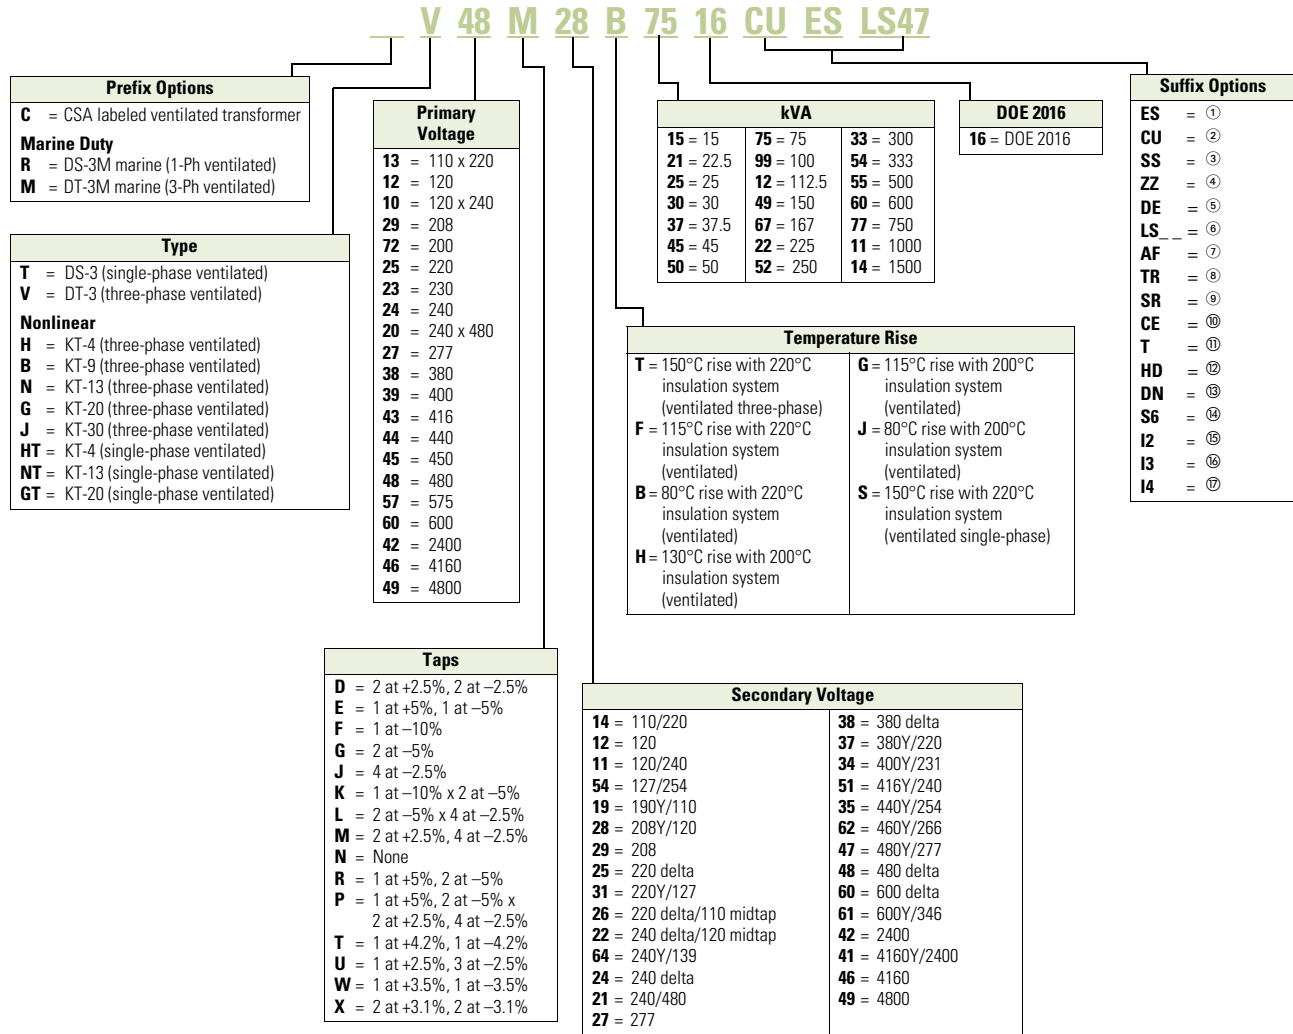 __ V 48 M 28 B 75 16 CU ES LS47
Prefix Options
C = CSA labeled ventilated transformer
Marine Duty
R = DS-3M marine (1-Ph ventilated)
M = DT-3M marine (3-Ph ventilated)
Type
T = DS-3 (single-phase ventilated)
V = DT-3 (three-phase ventilated)
Nonlinear
H = KT-4 (three-phase ventilated)
B = KT-9 (three-phase ventilated)
N = KT-13 (three-phase ventilated)
G = KT-20 (three-phase ventilated)
J = KT-30 (three-phase ventilated)
HT = KT-4 (single-phase ventilated)
NT = KT-13 (single-phase ventilated)
GT = KT-20 (single-phase ventilated)
Primary
Voltage
13 = 110 x 220
12 = 120
10 = 120 x 240
29 = 208
72 = 200
25 = 220
23 = 230
24 = 240
20 = 240 x 480
27 = 277
38 = 380
39 = 400
43 = 416
44 = 440
45 = 450
48 = 480
57 = 575
60 = 600
42 = 2400
46 = 4160
49 = 4800
kVA
15 = 15
21 = 22.5
25 = 25
30 = 30
37 = 37.5
45 = 45
50 = 50
75 = 75
99 = 100
12 = 112.5
49 = 150
67 = 167
22 = 225
52 = 250
33 = 300
54 = 333
55 = 500
60 = 600
77 = 750
11 = 1000
14 = 1500
DOE 2016
16 = DOE 2016
Suffix Options
ES = ①
CU = ②
SS = ③
ZZ = ④
DE = ⑤
LS_ _ = ⑥
AF = ⑦
TR = ⑧
SR = ⑨
CE = ⑩
T = ⑪
HD = ⑫
DN = ⑬
S6 = ⑭
I2 = ⑮
I3 = ⑯
I4 = ⑰
Temperature Rise
T = 150°C rise with 220°C
insulation system
(ventilated three-phase)
F = 115°C rise with 220°C
insulation system
(ventilated)
B = 80°C rise with 220°C
insulation system
(ventilated)
H = 130°C rise with 200°C
insulation system
(ventilated)
G = 115°C rise with 200°C
insulation system
(ventilated)
J = 80°C rise with 200°C
insulation system
(ventilated)
S = 150°C rise with 220°C
insulation system
(ventilated single-phase)
Taps
D = 2 at +2.5%, 2 at –2.5%
E = 1 at +5%, 1 at –5%
F = 1 at –10%
G = 2 at –5%
J = 4 at –2.5%
K = 1 at –10% x 2 at –5%
L = 2 at –5% x 4 at –2.5%
M = 2 at +2.5%, 4 at –2.5%
N = None
R = 1 at +5%, 2 at –5%
P = 1 at +5%, 2 at –5% x
2 at +2.5%, 4 at –2.5%
T = 1 at +4.2%, 1 at –4.2%
U = 1 at +2.5%, 3 at –2.5%
W = 1 at +3.5%, 1 at –3.5%
X = 2 at +3.1%, 2 at –3.1%
Secondary Voltage
14 = 110/220
12 = 120
11 = 120/240
54 = 127/254
19 = 190Y/110
28 = 208Y/120
29 = 208
25 = 220 delta
31 = 220Y/127
26 = 220 delta/110 midtap
22 = 240 delta/120 midtap
64 = 240Y/139
24 = 240 delta
21 = 240/480
27 = 277
38 = 380 delta
37 = 380Y/220
34 = 400Y/231
51 = 416Y/240
35 = 440Y/254
62 = 460Y/266
47 = 480Y/277
48 = 480 delta
60 = 600 delta
61 = 600Y/346
42 = 2400
41 = 4160Y/2400
46 = 4160
49 = 4800